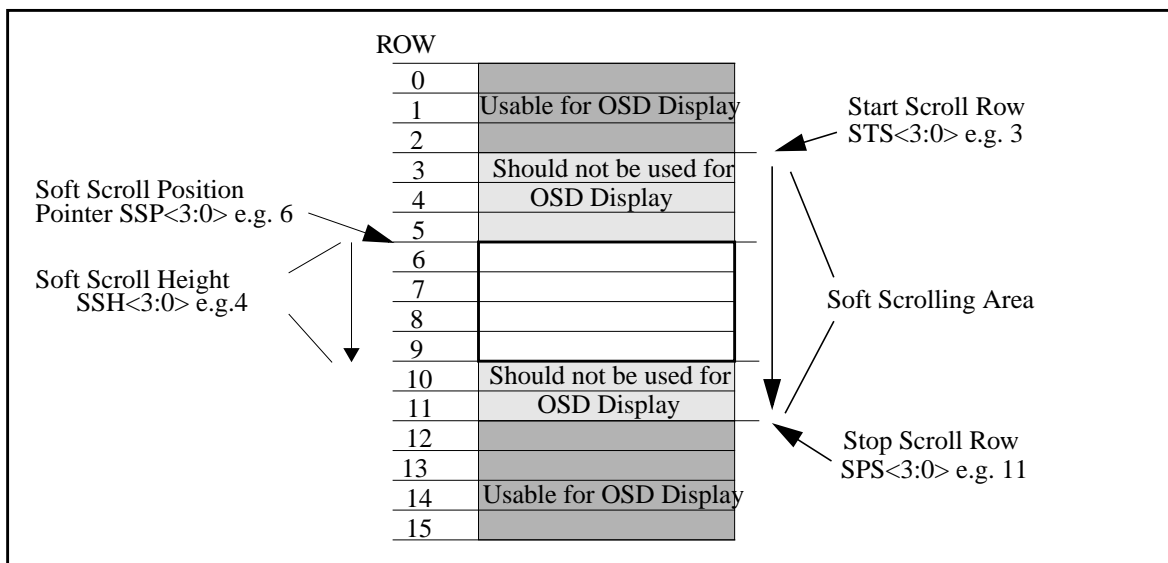 ROW
0
1
2
3
4
5
6
7
8
9
10
11
12
13
14
15
Usable for OSD Display
Should not be used for
OSD Display
Should not be used for
OSD Display
Usable for OSD Display
Soft Scroll Position
Pointer SSP<3:0> e.g. 6
Soft Scroll Height
SSH<3:0> e.g.4
Start Scroll Row
STS<3:0> e.g. 3
Soft Scrolling Area
Stop Scroll Row
SPS<3:0> e.g. 11